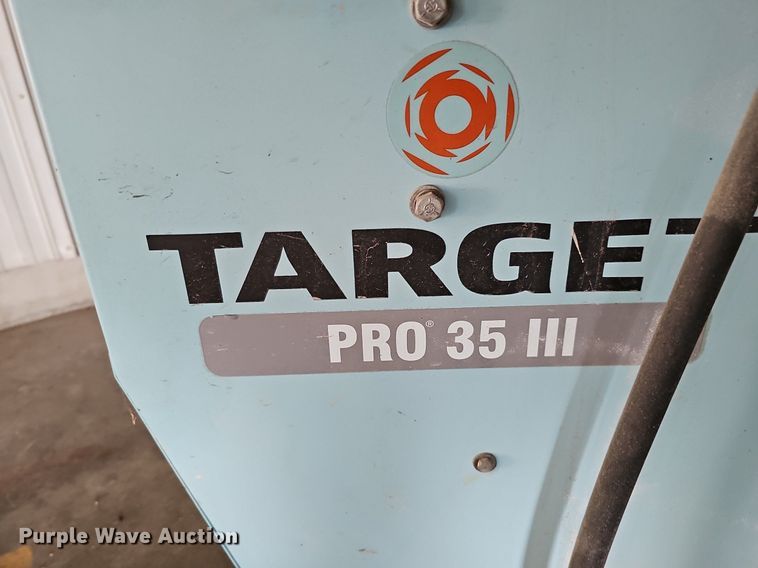 TARGET
PRO® 35 III
Purple Wave Auction®